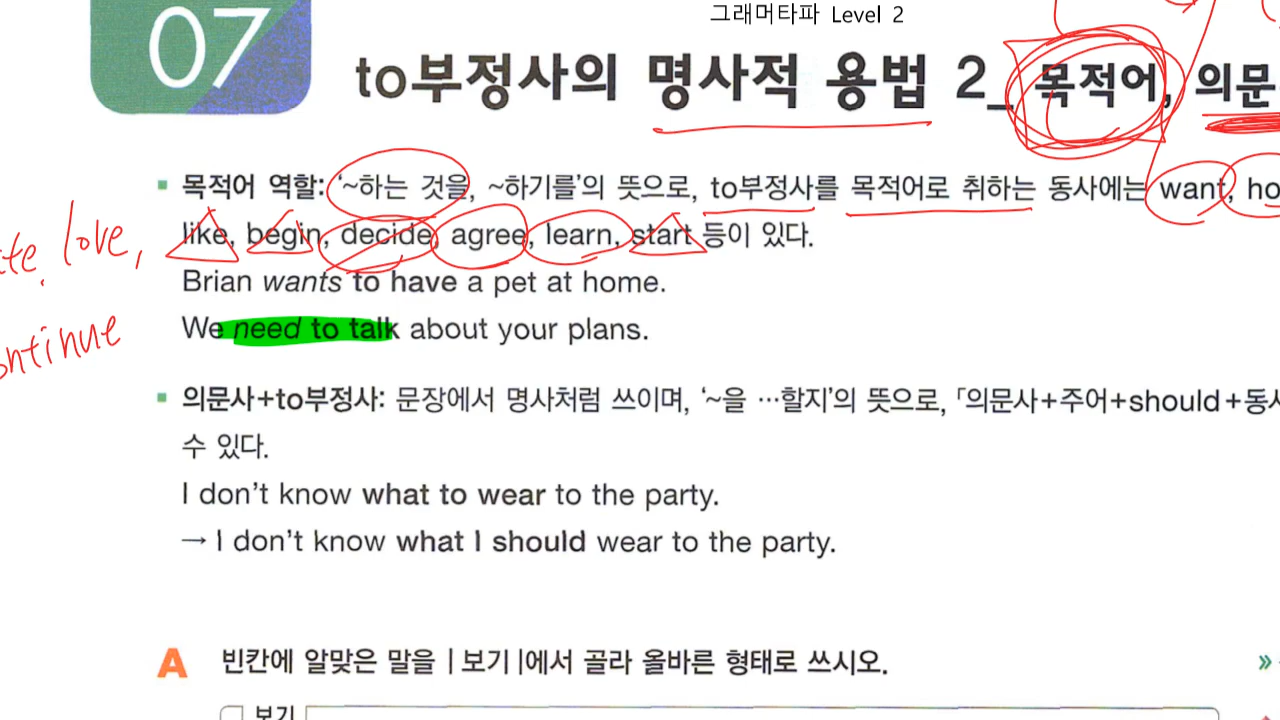 그래머타파 Level 2
07
to부정사의 명사적 용법 2_ 목적어, 의문
목적어 역할: ‘~하는 것을, ~하기를’의 뜻으로, to부정사를 목적어로 취하는 동사에는 want, ho
love,
like, begin, decide, agree, learn, start 등이 있다.
Brian wants to have a pet at home.
We need to talk about your plans.
ontinue
의문사+to부정사: 문장에서 명사처럼 쓰이며, ‘~을 …할지’의 뜻으로, 「의문사+주어+should+동사
수 있다.
I don’t know what to wear to the party.
→ I don’t know what I should wear to the party.
A 빈칸에 알맞은 말을 |보기|에서 골라 올바른 형태로 쓰시오.
보기